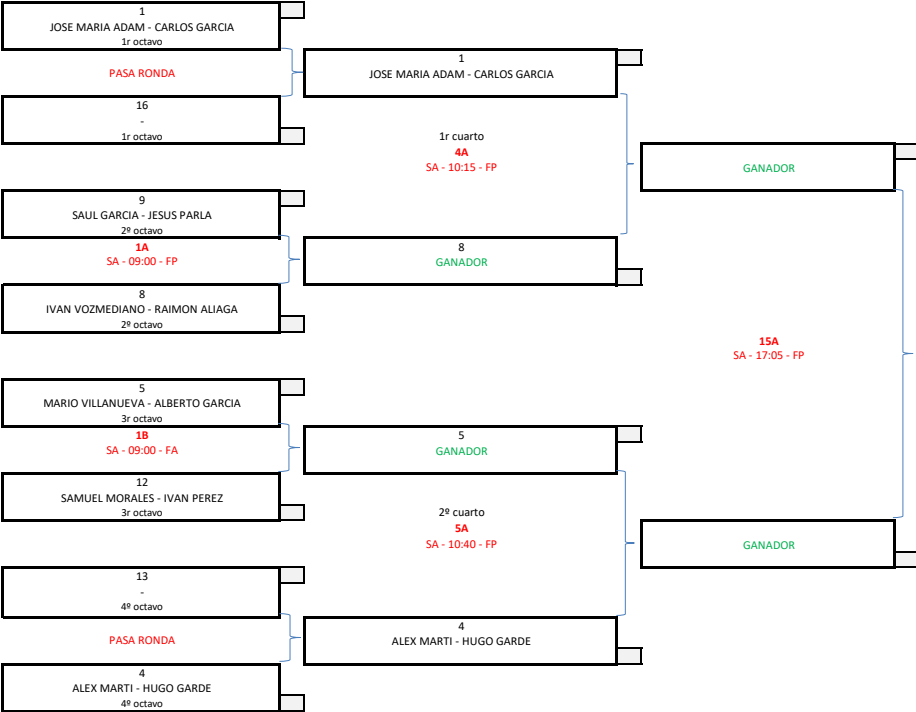 1
JOSE MARIA ADAM - CARLOS GARCIA
1r octavo
PASA RONDA
16
-
1r octavo
9
SAUL GARCIA - JESUS PARLA
2º octavo
1A
SA - 09:00 - FP
8
IVAN VOZMEDIANO - RAIMON ALIAGA
2º octavo
5
MARIO VILLANUEVA - ALBERTO GARCIA
3r octavo
1B
SA - 09:00 - FA
12
SAMUEL MORALES - IVAN PEREZ
3r octavo
13
-
4º octavo
PASA RONDA
4
ALEX MARTI - HUGO GARDE
4º octavo
1
JOSE MARIA ADAM - CARLOS GARCIA
1r cuarto
4A
SA - 10:15 - FP
8
GANADOR
5
GANADOR
2º cuarto
5A
SA - 10:40 - FP
4
ALEX MARTI - HUGO GARDE
GANADOR
15A
SA - 17:05 - FP
GANADOR